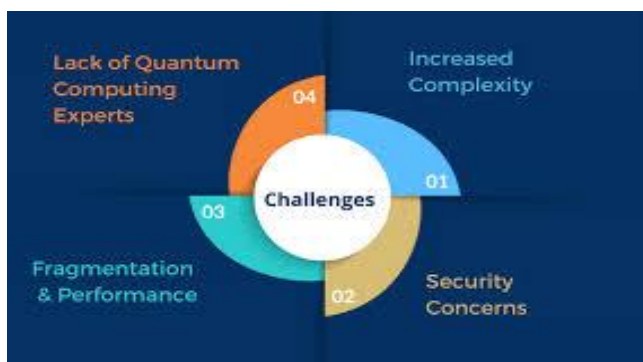 Lack of Quantum
Computing
Experts
04
Increased
Complexity
01
Challenges
03
Fragmentation
& Performance
02
Security
Concerns